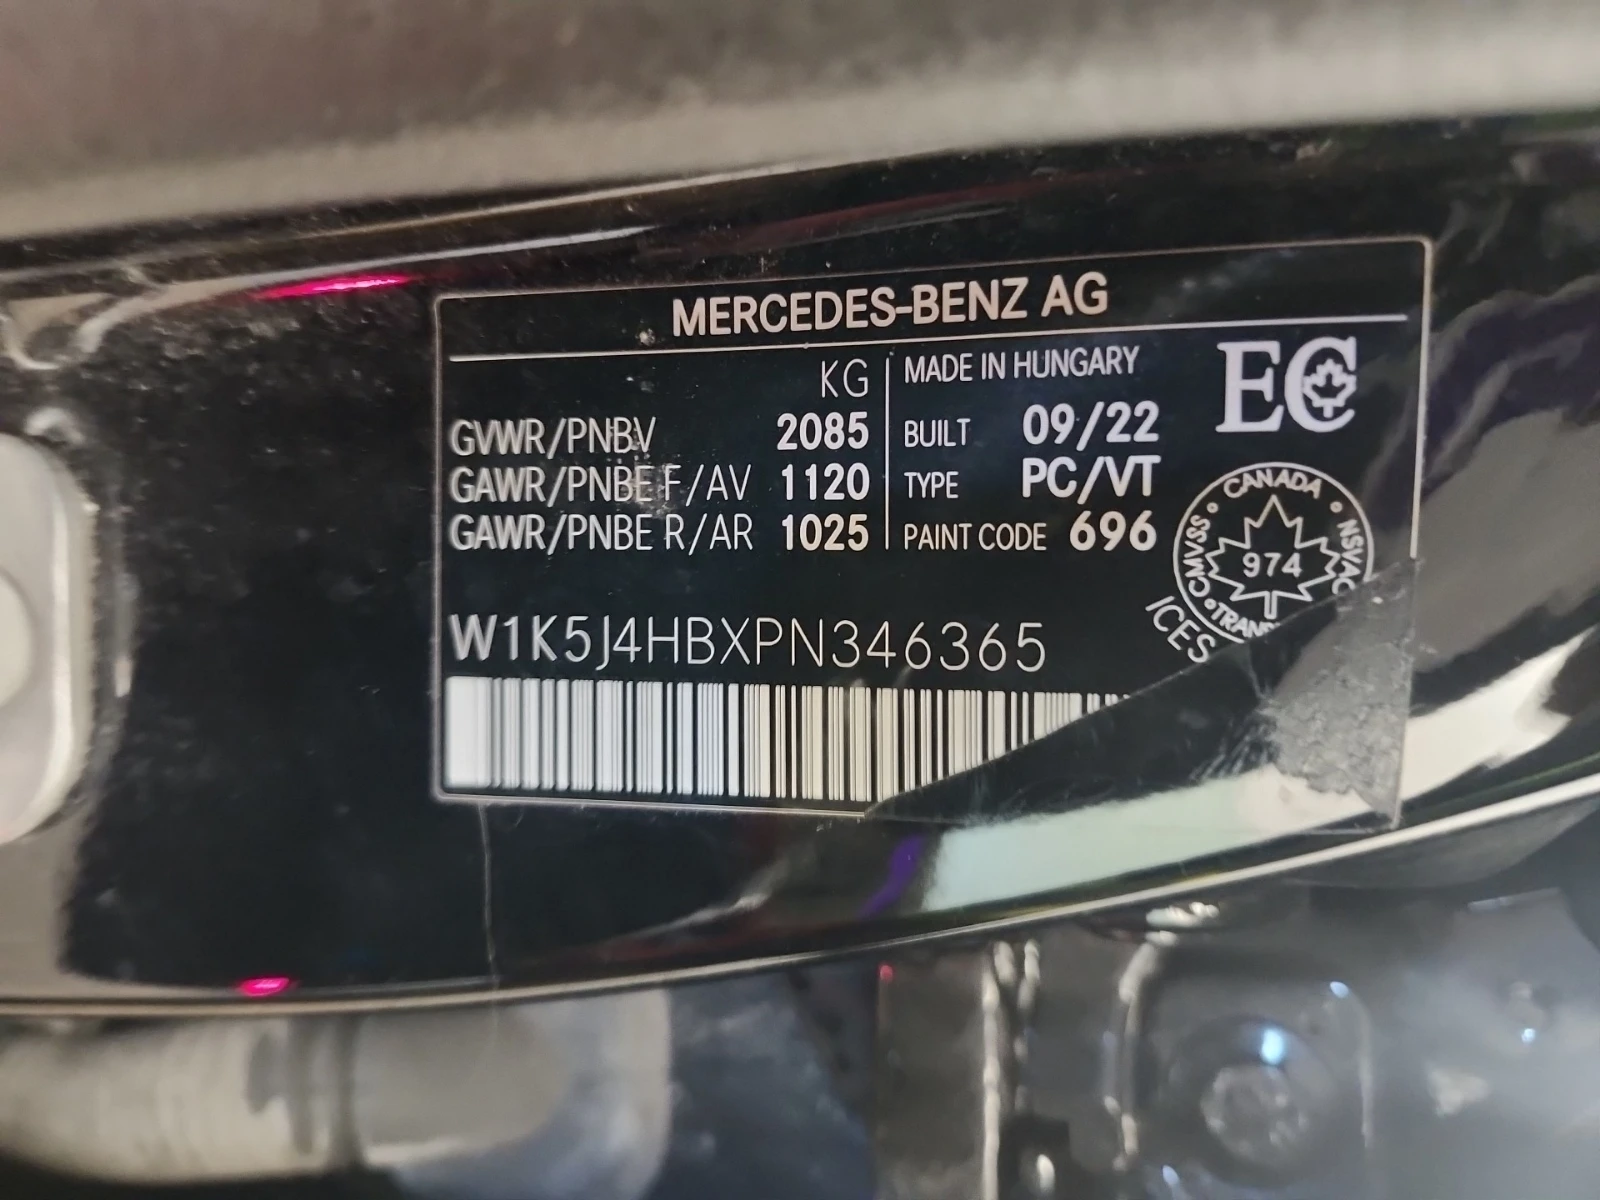 MERCEDES-BENZ AG
KG
GVWR/PNBV 2085
GAWR/PNBE F/AV 1120
GAWR/PNBE R/AR 1025
MADE IN HUNGARY
BUILT 09/22
TYPE PC/VT
PAINT CODE 696
EC
CANADA
NSVAC
CMVSS
974
ICES
W1K5J4HBXPN346365